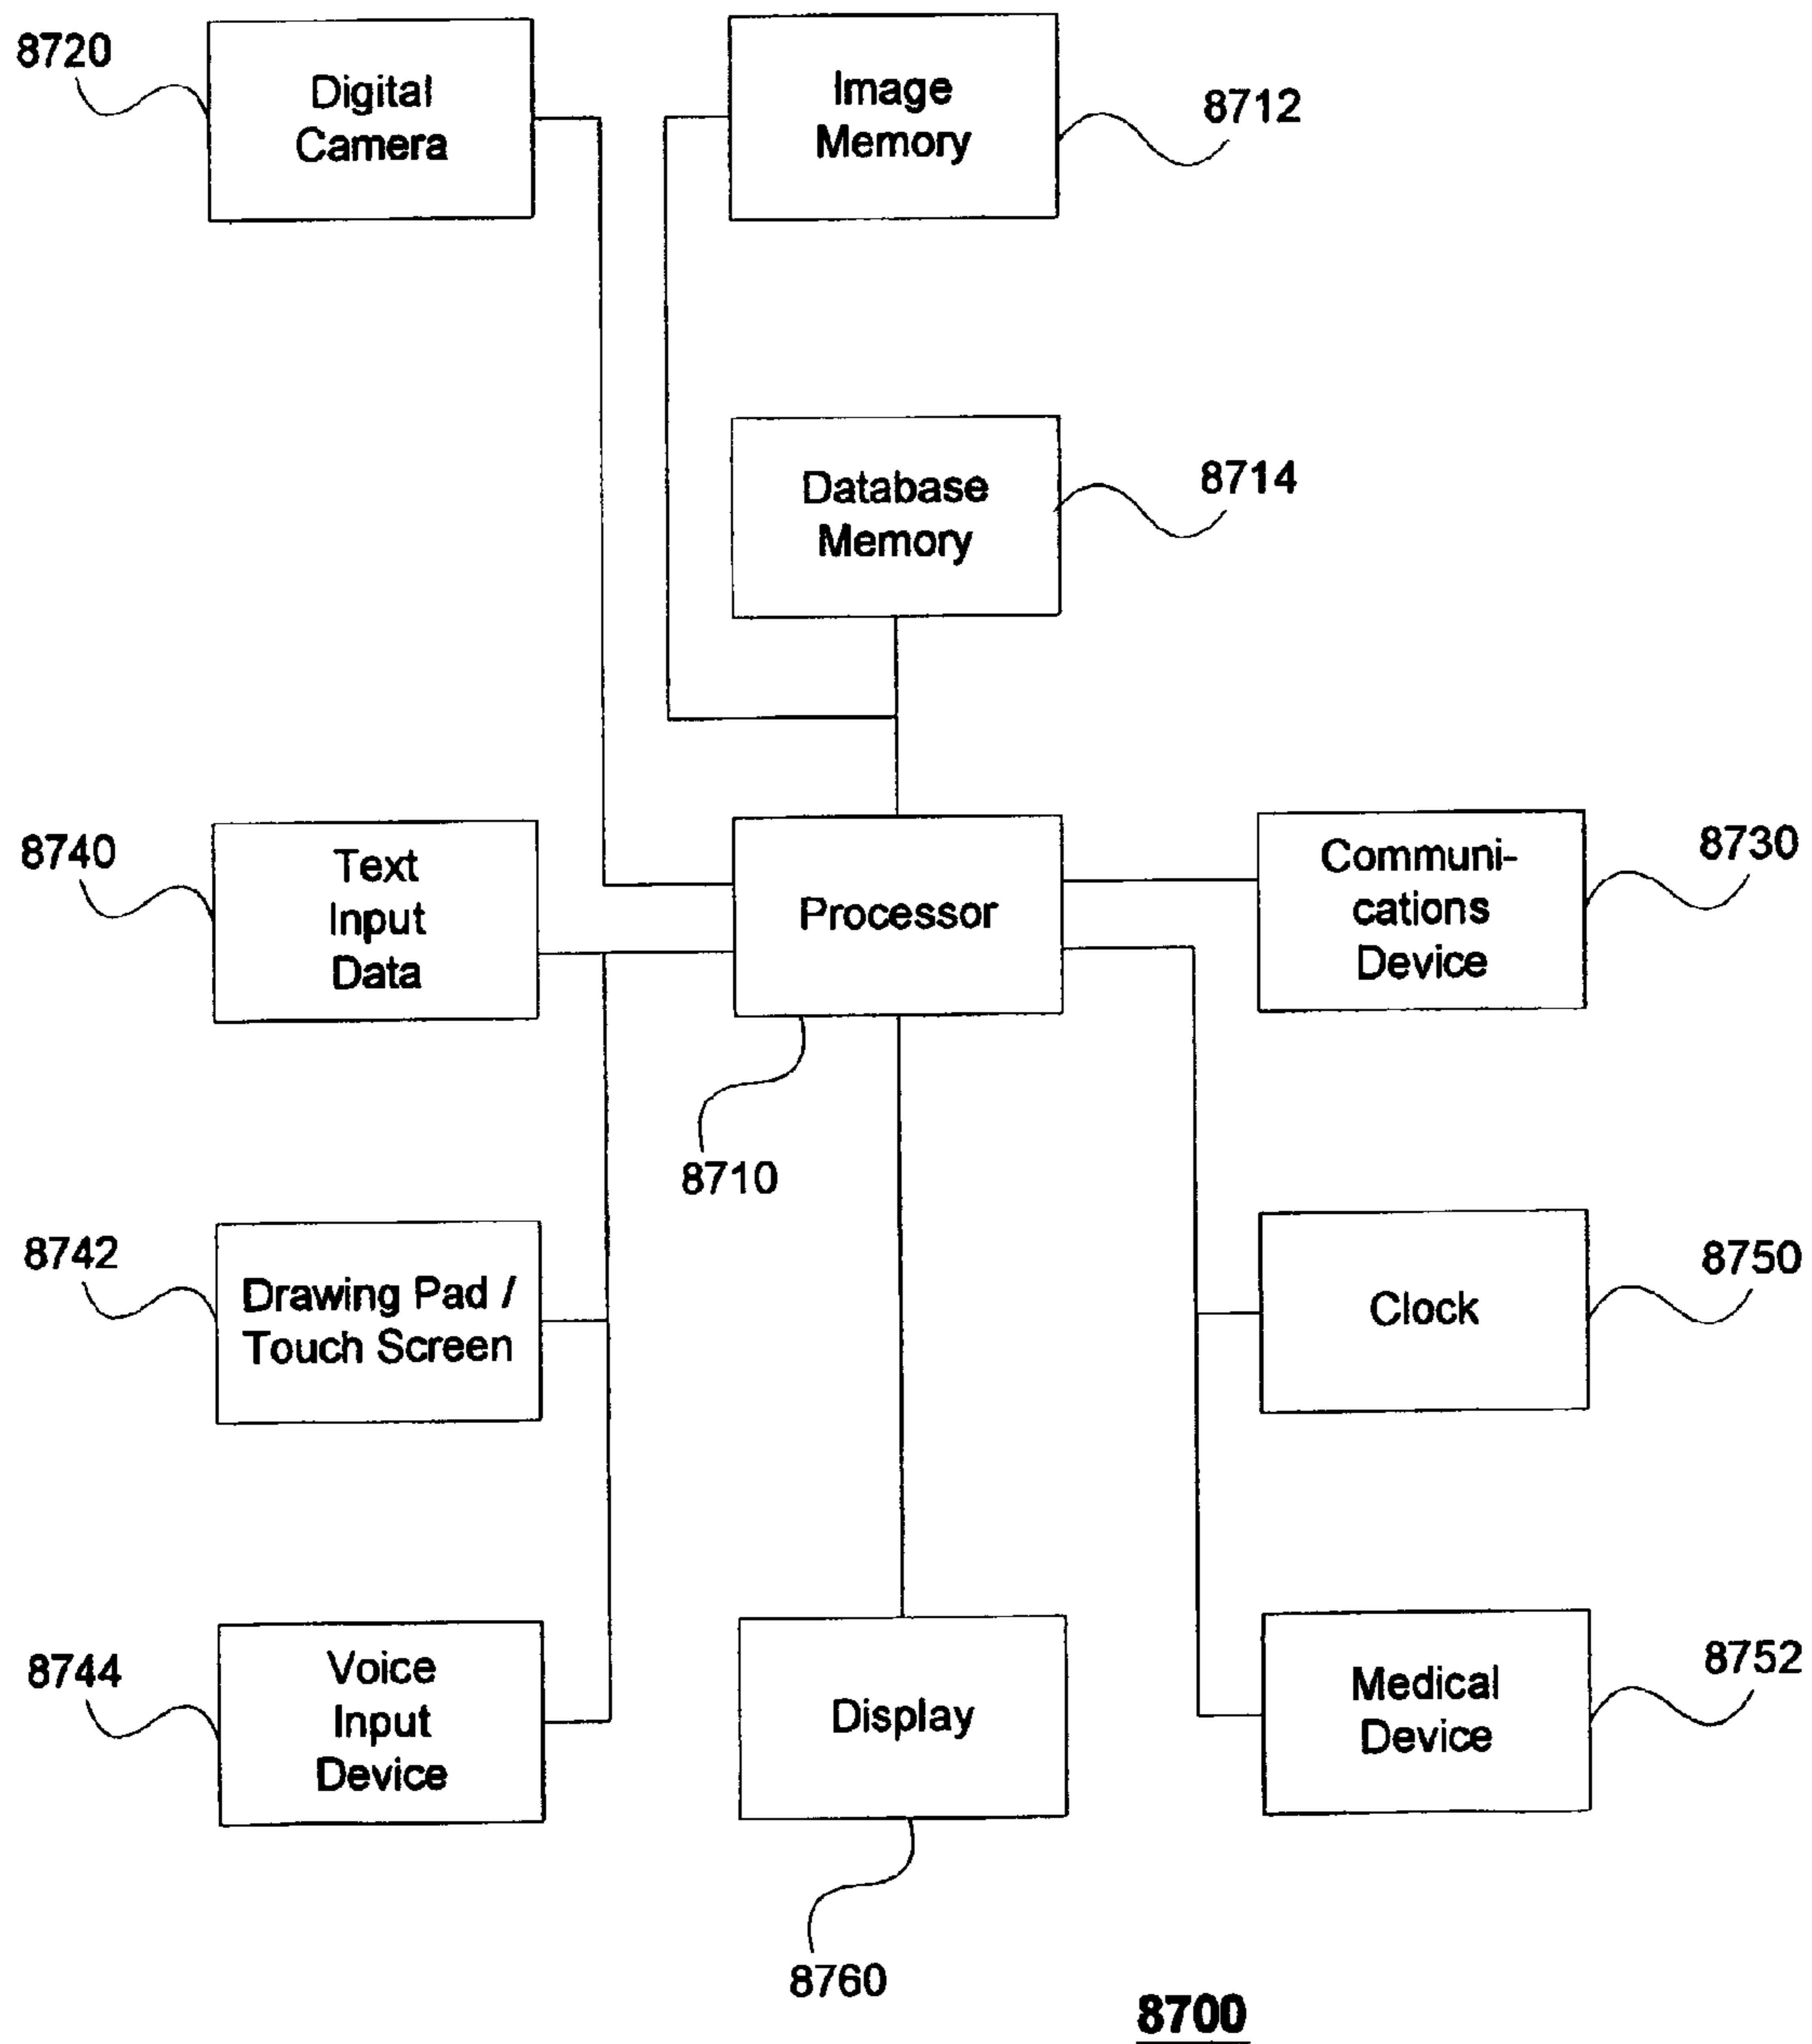 8720
Digital
Camera
Image
Memory
8712
Database
Memory
8714
8740
Text
Input
Data
Processor
8710
Communi-
cations
Device
8730
8742
Drawing Pad /
Touch Screen
Clock
8750
8744
Voice
Input
Device
Display
8760
Medical
Device
8752
8700